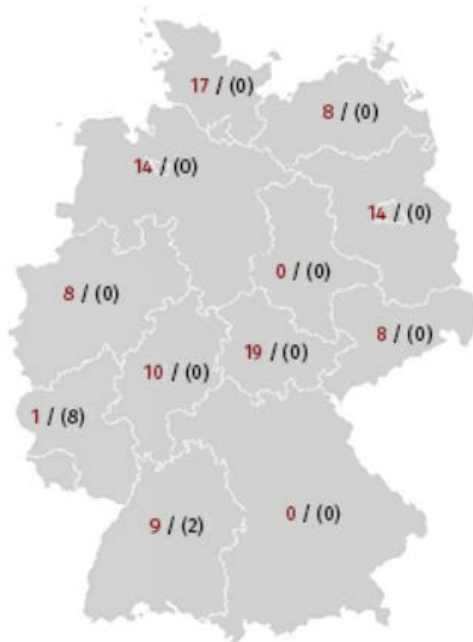 17 / (0)
8 / (0)
14 / (0)
14 / (0)
0 / (0)
8 / (0)
8 / (0)
19 / (0)
10 / (0)
1 / (8)
9 / (2)
0 / (0)